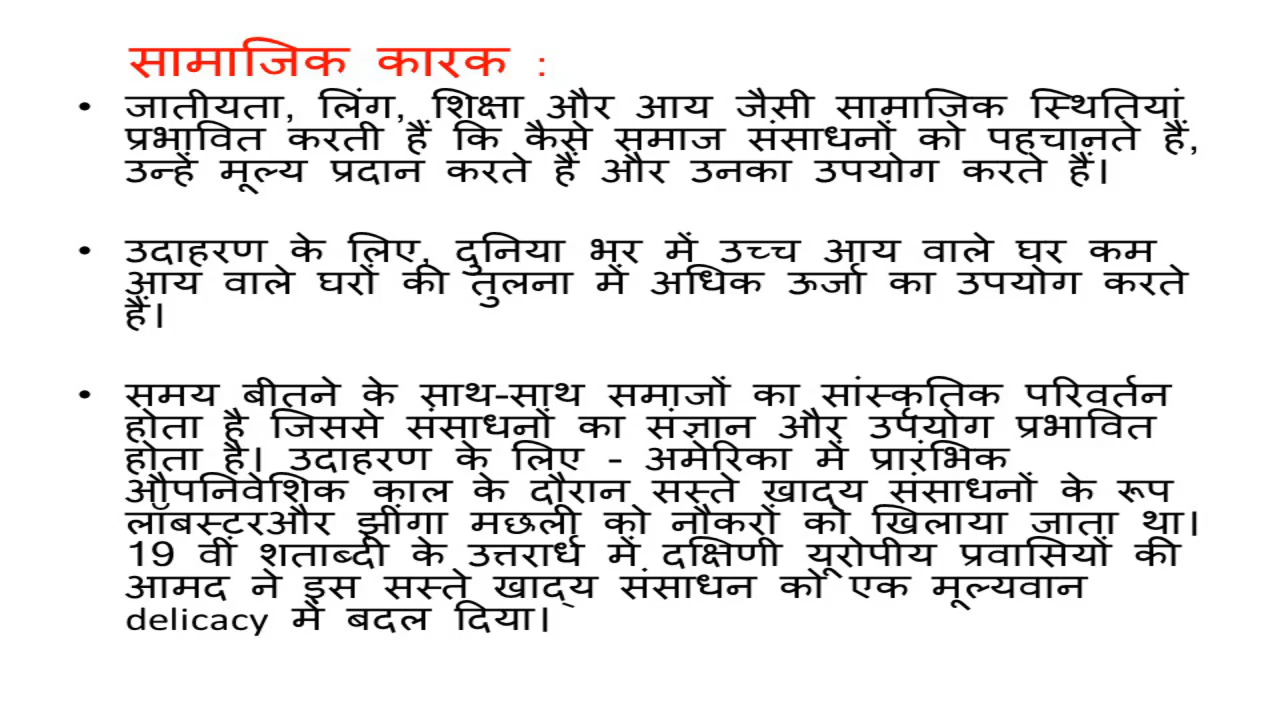 सामाजिक कारक :
• जातीयता, लिंग, शिक्षा और आय जैसी सामाजिक स्थितियां
प्रभावित करती हैं कि कैसे समाज संसाधनों को पहचानते हैं,
उन्हें मूल्य प्रदान करते हैं और उनका उपयोग करते हैं।
• उदाहरण के लिए, दुनिया भर में उच्च आय वाले घर कम
आय वाले घरों की तुलना में अधिक ऊर्जा का उपयोग करते
हैं।
• समय बीतने के साथ-साथ समाजों का सांस्कृतिक परिवर्तन
होता है जिससे संसाधनों का संज्ञान और उपयोग प्रभावित
होता है। उदाहरण के लिए - अमेरिका में प्रारंभिक
औपनिवेशिक काल के दौरान सस्ते खाद्य संसाधनों के रूप
लॉबस्टरऔर झींगा मछली को नौकरों को खिलाया जाता था।
19 वीं शताब्दी के उत्तरार्ध में दक्षिणी यूरोपीय प्रवासियों की
आमद ने इस सस्ते खाद्य संसाधन को एक मूल्यवान
delicacy में बदल दिया।